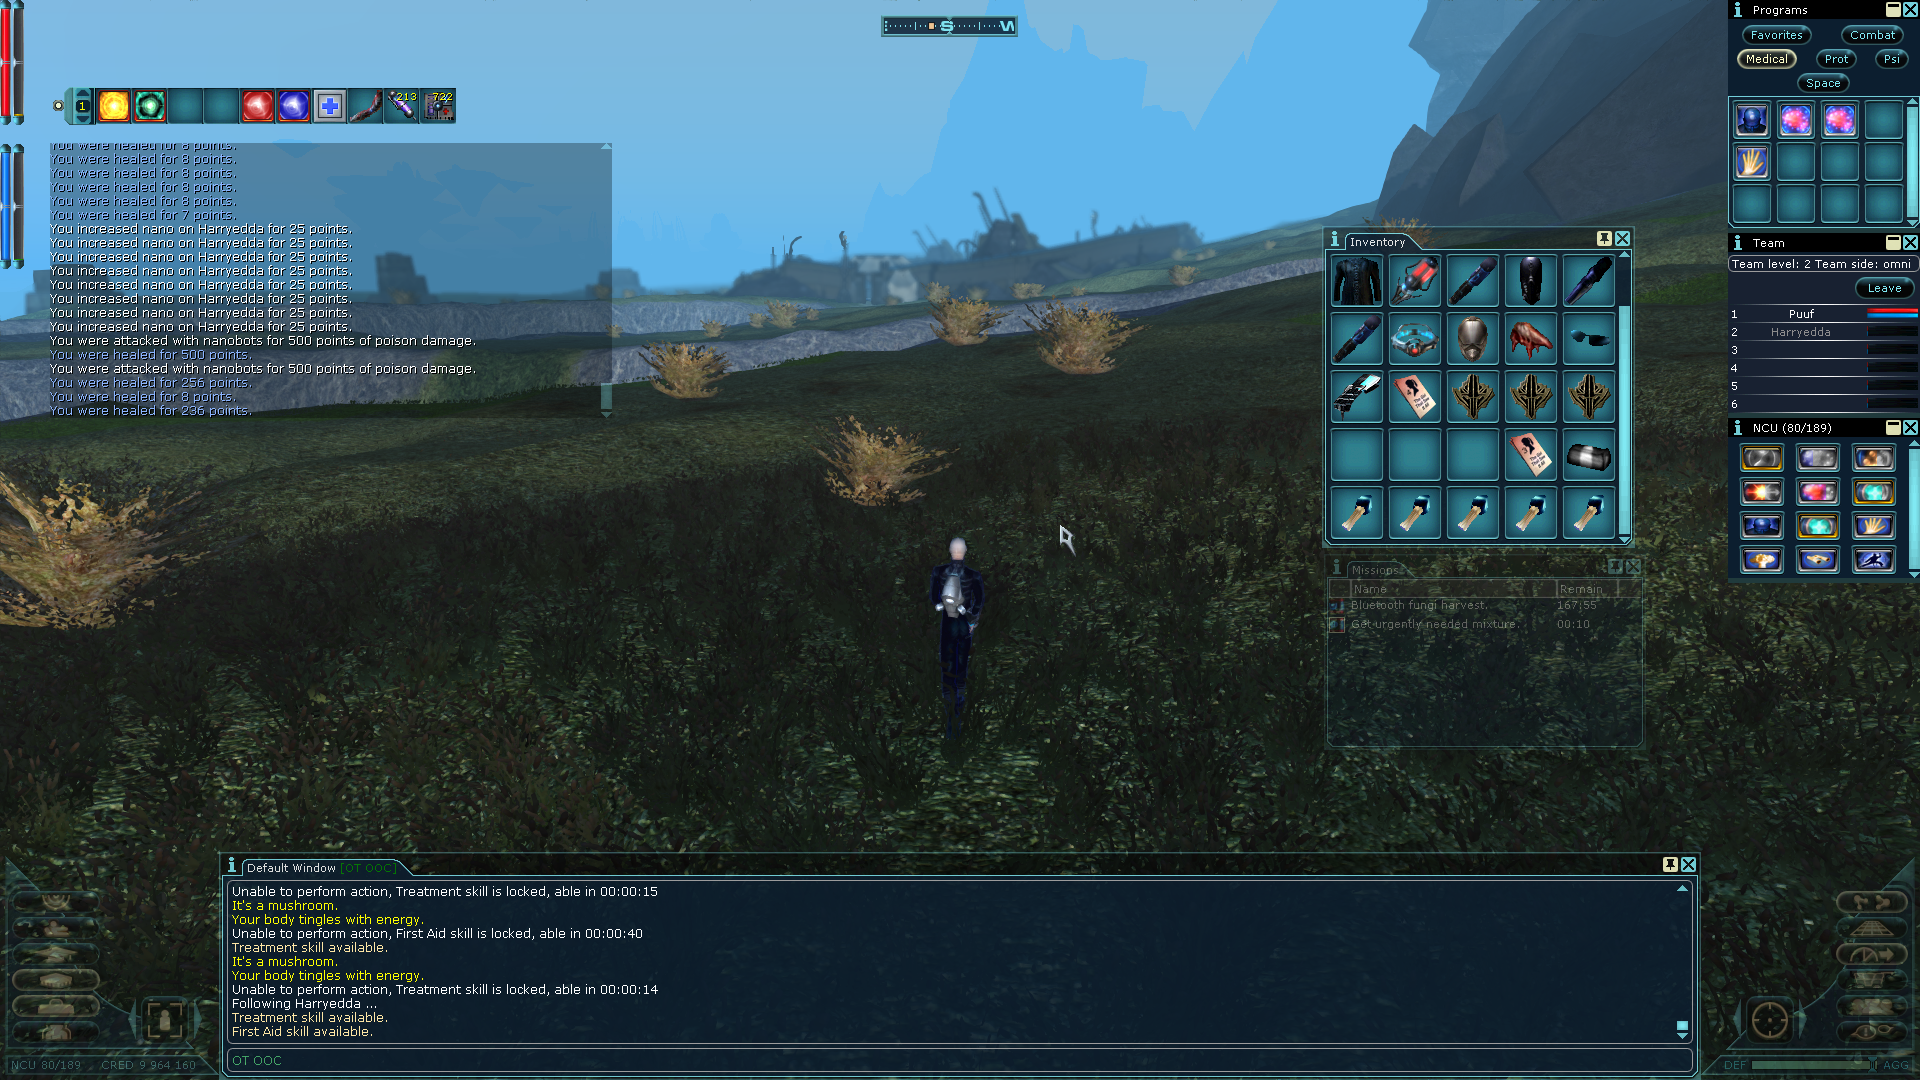 S W
Programs
Favorites Combat
Medical Prot Psi
Space
1 213 722
You were healed for 8 points.
You were healed for 8 points.
You were healed for 8 points.
You were healed for 8 points.
You were healed for 8 points.
You were healed for 7 points.
You increased nano on Harryedda for 25 points.
You increased nano on Harryedda for 25 points.
You increased nano on Harryedda for 25 points.
You increased nano on Harryedda for 25 points.
You increased nano on Harryedda for 25 points.
You increased nano on Harryedda for 25 points.
You increased nano on Harryedda for 25 points.
You increased nano on Harryedda for 25 points.
You were attacked with nanobots for 500 points of poison damage.
You were healed for 500 points.
You were attacked with nanobots for 500 points of poison damage.
You were healed for 256 points.
You were healed for 8 points.
You were healed for 236 points.
Inventory
Team
Team level: 2 Team side: omni
Leave
1 Puuf
2 Harryedda
3
4
5
6
NCU (80/189)
Missions
Name Remain
Bluetooth fungi harvest. 167:55
Get urgently needed mixture. 00:10
Default Window [OT OOC]
Unable to perform action, Treatment skill is locked, able in 00:00:15
It's a mushroom.
Your body tingles with energy.
Unable to perform action, First Aid skill is locked, able in 00:00:40
Treatment skill available.
It's a mushroom.
Your body tingles with energy.
Unable to perform action, Treatment skill is locked, able in 00:00:14
Following Harryedda ...
Treatment skill available.
First Aid skill available.
OT OOC
NCU 80/189 CRED 9 964 160
DEF AGG